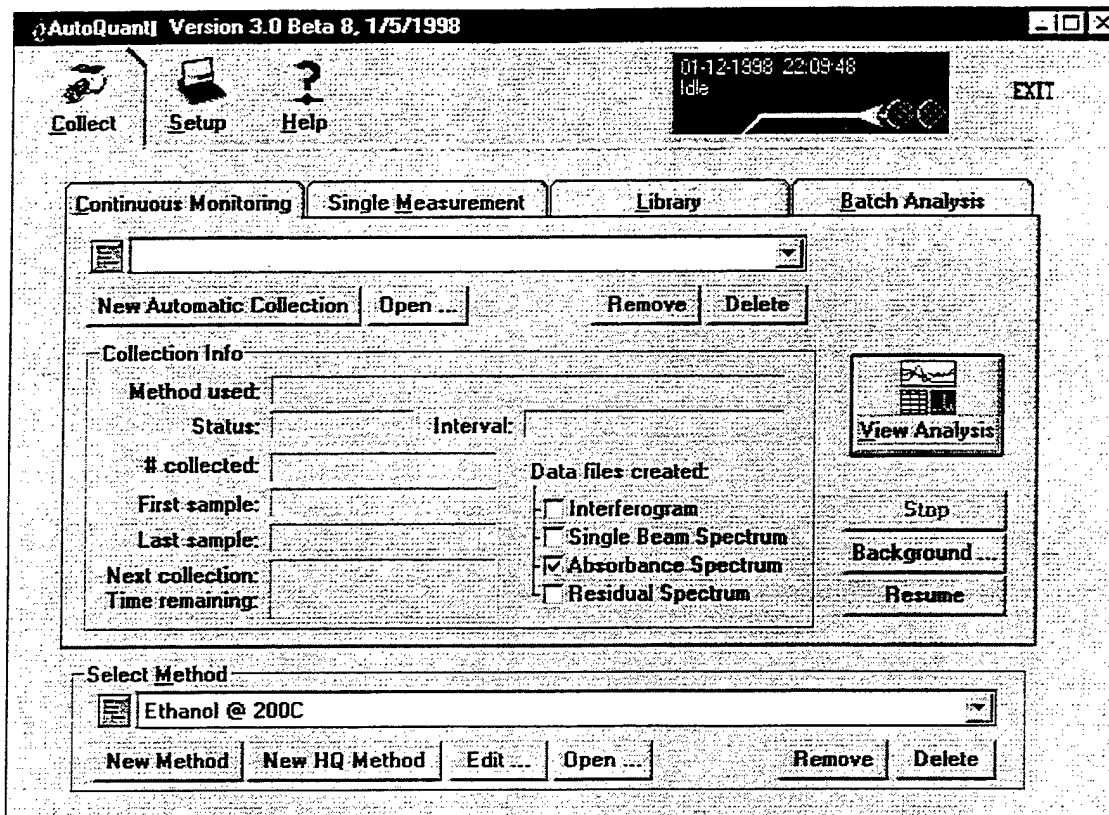 AutoQuant Version 3.0 Beta 8, 1/5/1998
Collect Setup Help
01-12-1998 22:09:48
Idle
EXIT
Continuous Monitoring Single Measurement Library Batch Analysis
New Automatic Collection Open ... Remove Delete
Collection Info
Method used:
Status: Interval:
# collected:
First sample:
Last sample:
Next collection:
Time remaining:
Data files created:
Interferogram
Single Beam Spectrum
Absorbance Spectrum
Residual Spectrum
View Analysis
Stop
Background ...
Resume
Select Method
Ethanol @ 200C
New Method New HQ Method Edit ... Open ... Remove Delete